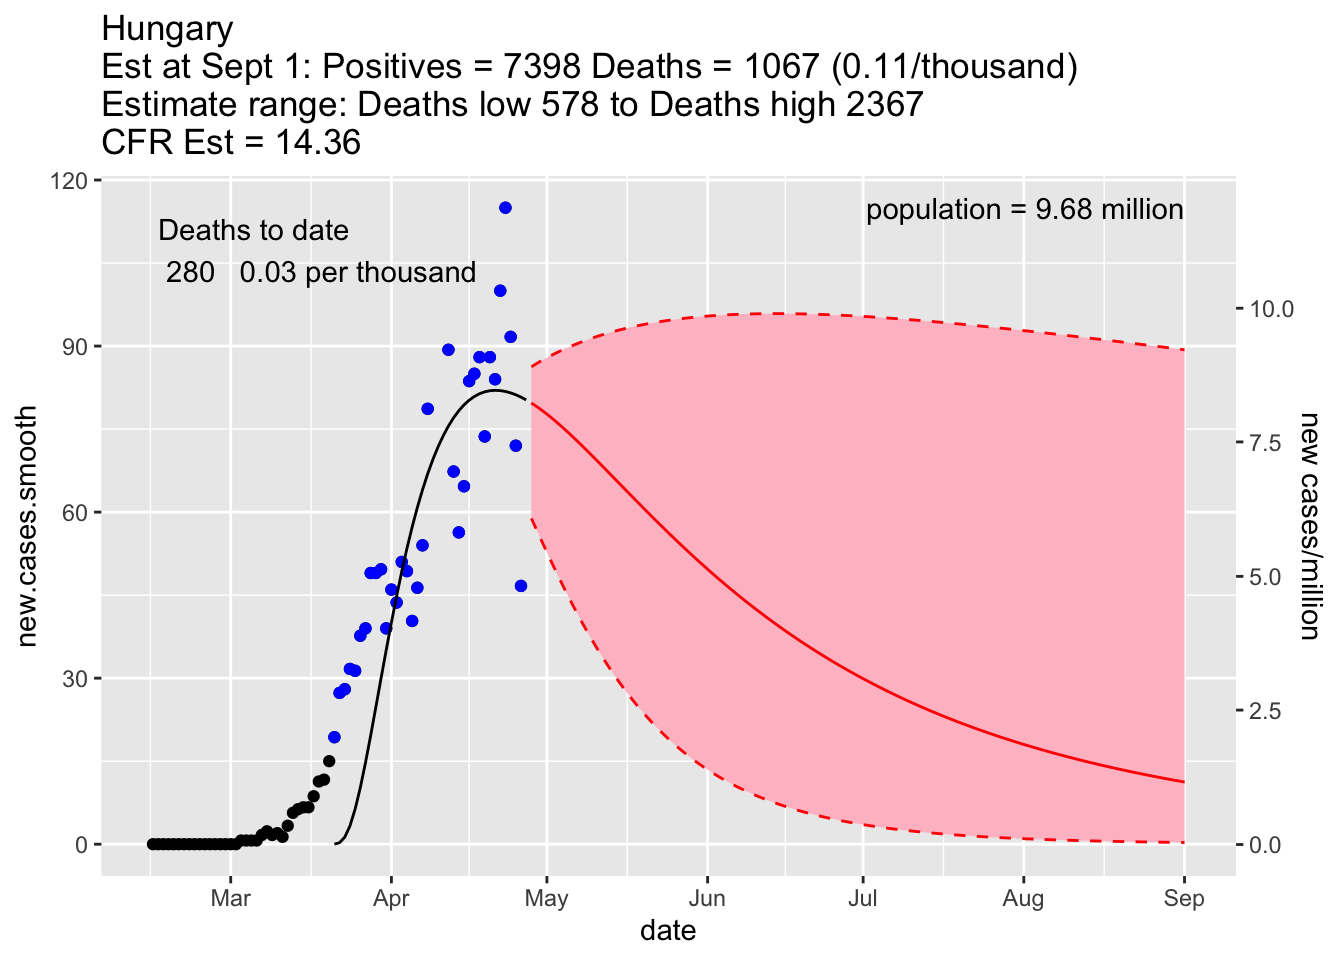 Hungary
Est at Sept 1: Positives = 7398 Deaths = 1067 (0.11/thousand)
Estimate range: Deaths low 578 to Deaths high 2367
CFR Est = 14.36
120
90
60
30
0
new.cases.smooth
Deaths to date
280 0.03 per thousand
population = 9.68 million
10.0
7.5
5.0
2.5
0.0
new cases/million
Mar Apr May Jun Jul Aug Sep
date